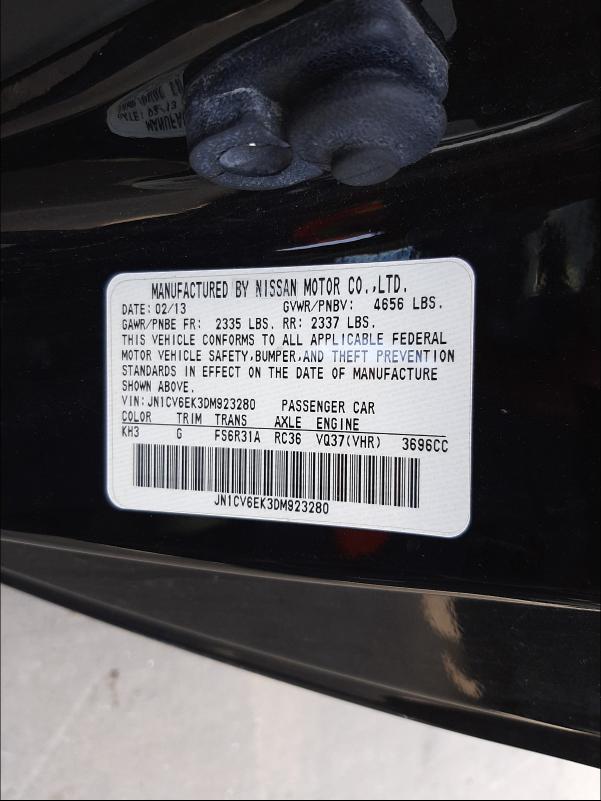 MANUFACTURED BY NISSAN MOTOR CO.,LTD.
DATE: 02/13 GVWR/PNBV: 4656 LBS.
GAWR/PNBE FR: 2335 LBS. RR: 2337 LBS.
THIS VEHICLE CONFORMS TO ALL APPLICABLE FEDERAL
MOTOR VEHICLE SAFETY,BUMPER,AND THEFT PREVENTION
STANDARDS IN EFFECT ON THE DATE OF MANUFACTURE
SHOWN ABOVE.
VIN:JN1CV6EK3DM923280 PASSENGER CAR
COLOR TRIM TRANS AXLE ENGINE
KH3 G FS6R31A RC36 VQ37(VHR) 3696CC
JN1CV6EK3DM923280